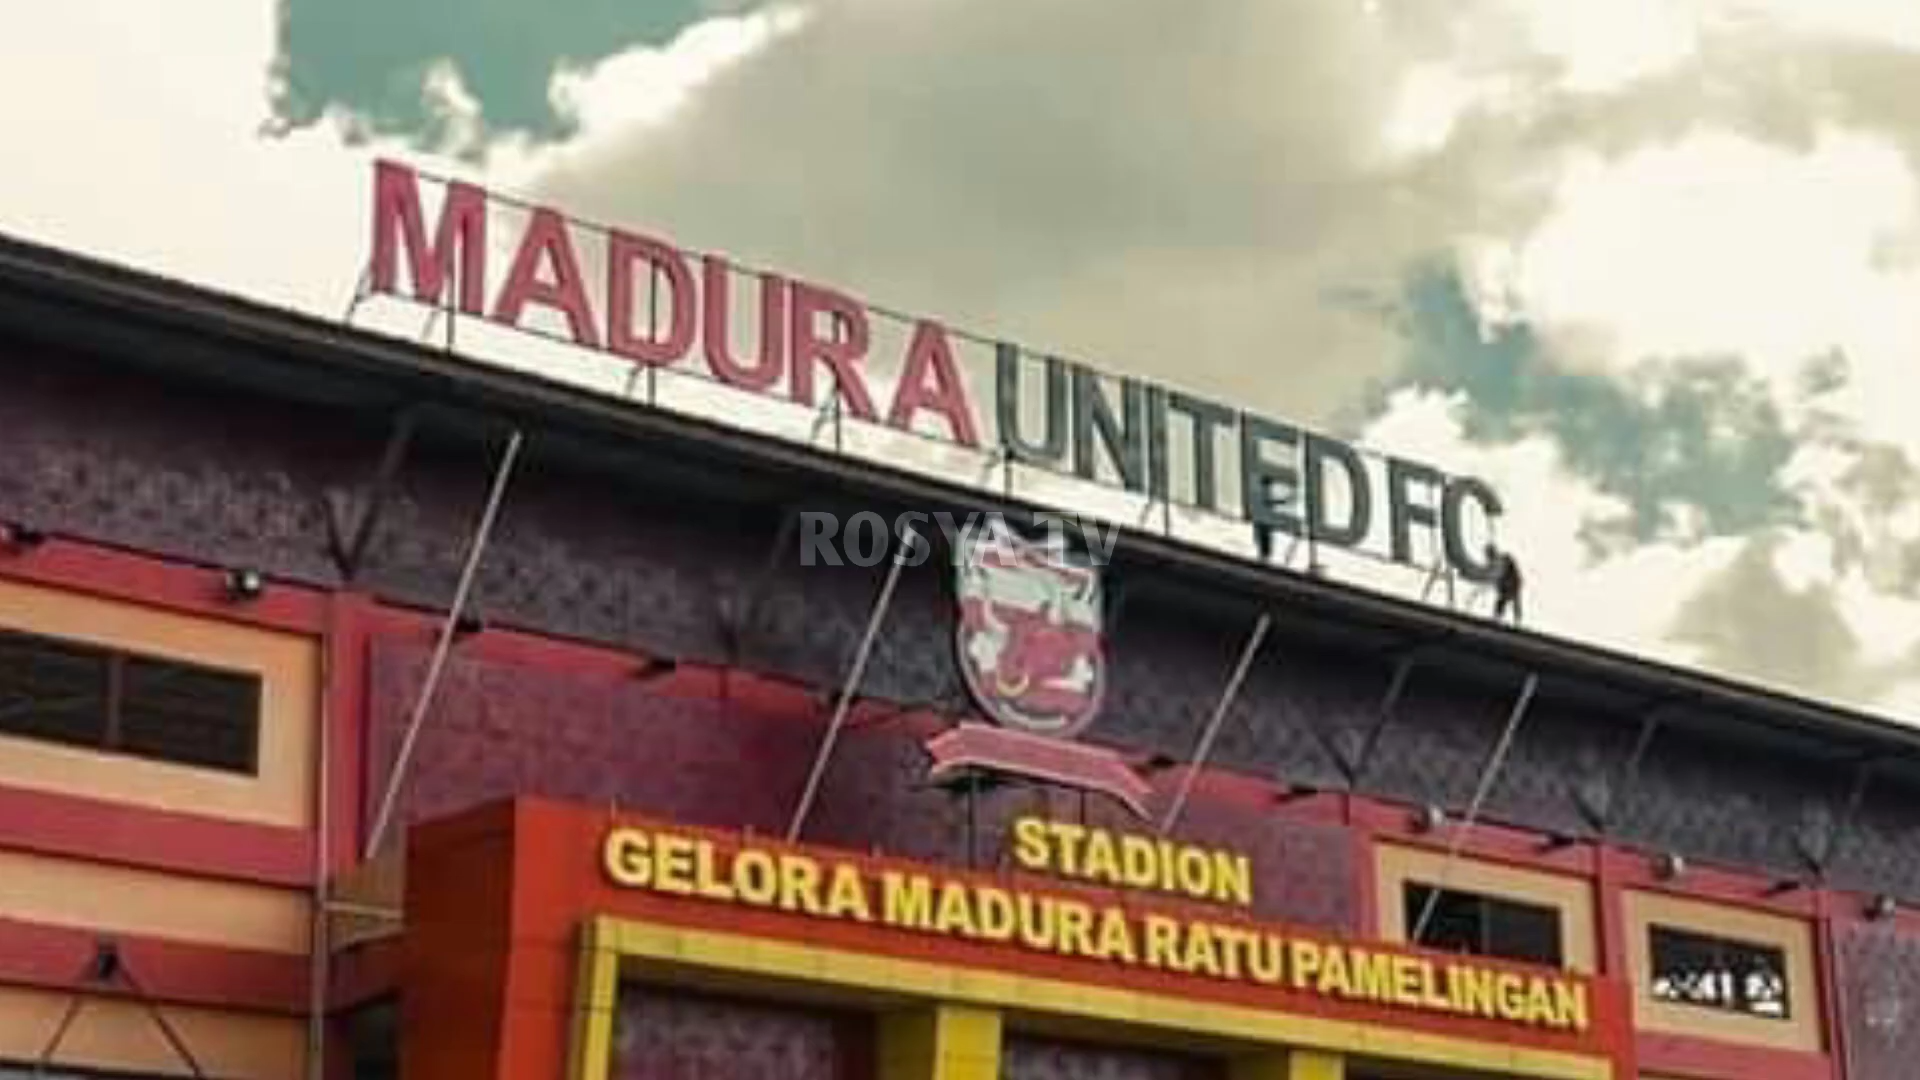 MADURA UNITED FC
ROSYA TV
STADION
GELORA MADURA RATU PAMELINGAN